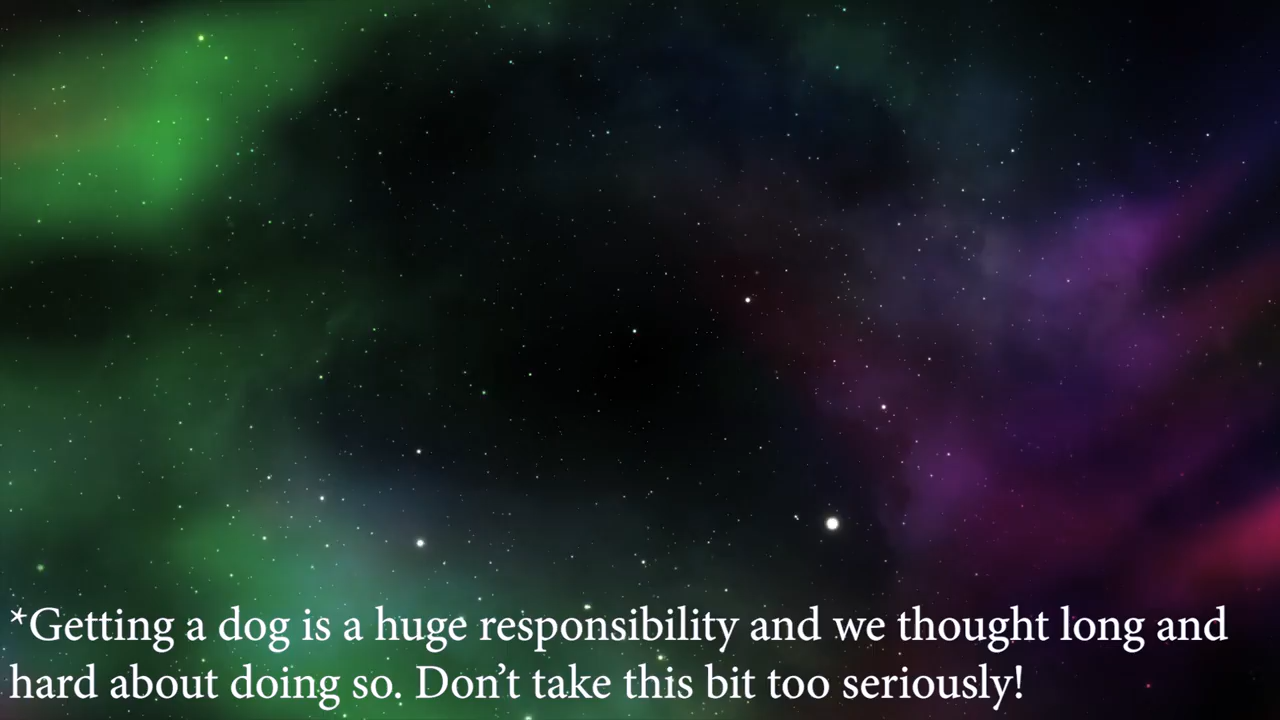 *Getting a dog is a huge responsibility and we thought long and
hard about doing so. Don’t take this bit too seriously!